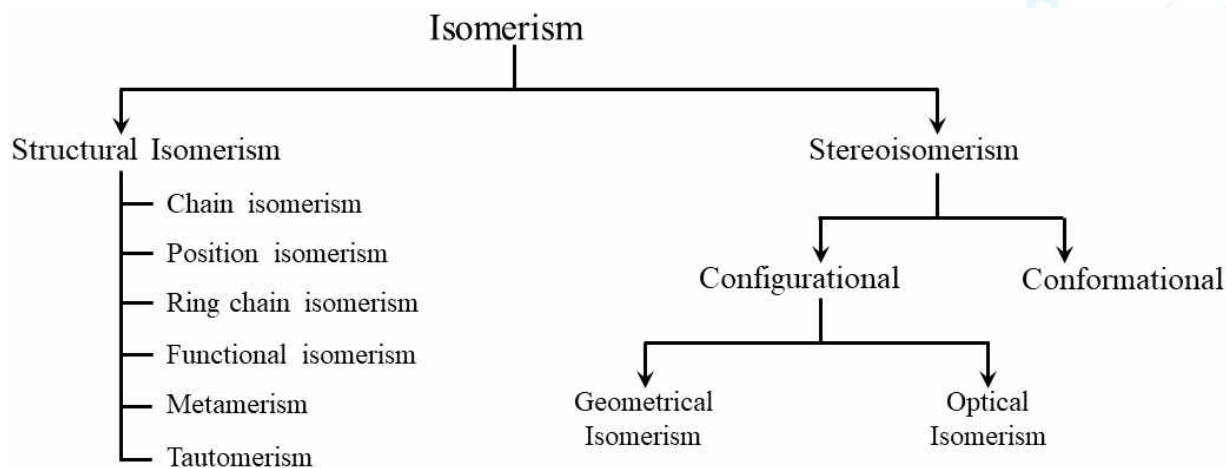 Isomerism
Structural Isomerism
Stereoisomerism
Chain isomerism
Position isomerism
Ring chain isomerism
Functional isomerism
Metamerism
Tautomerism
Configurational
Conformational
Geometrical
Isomerism
Optical
Isomerism